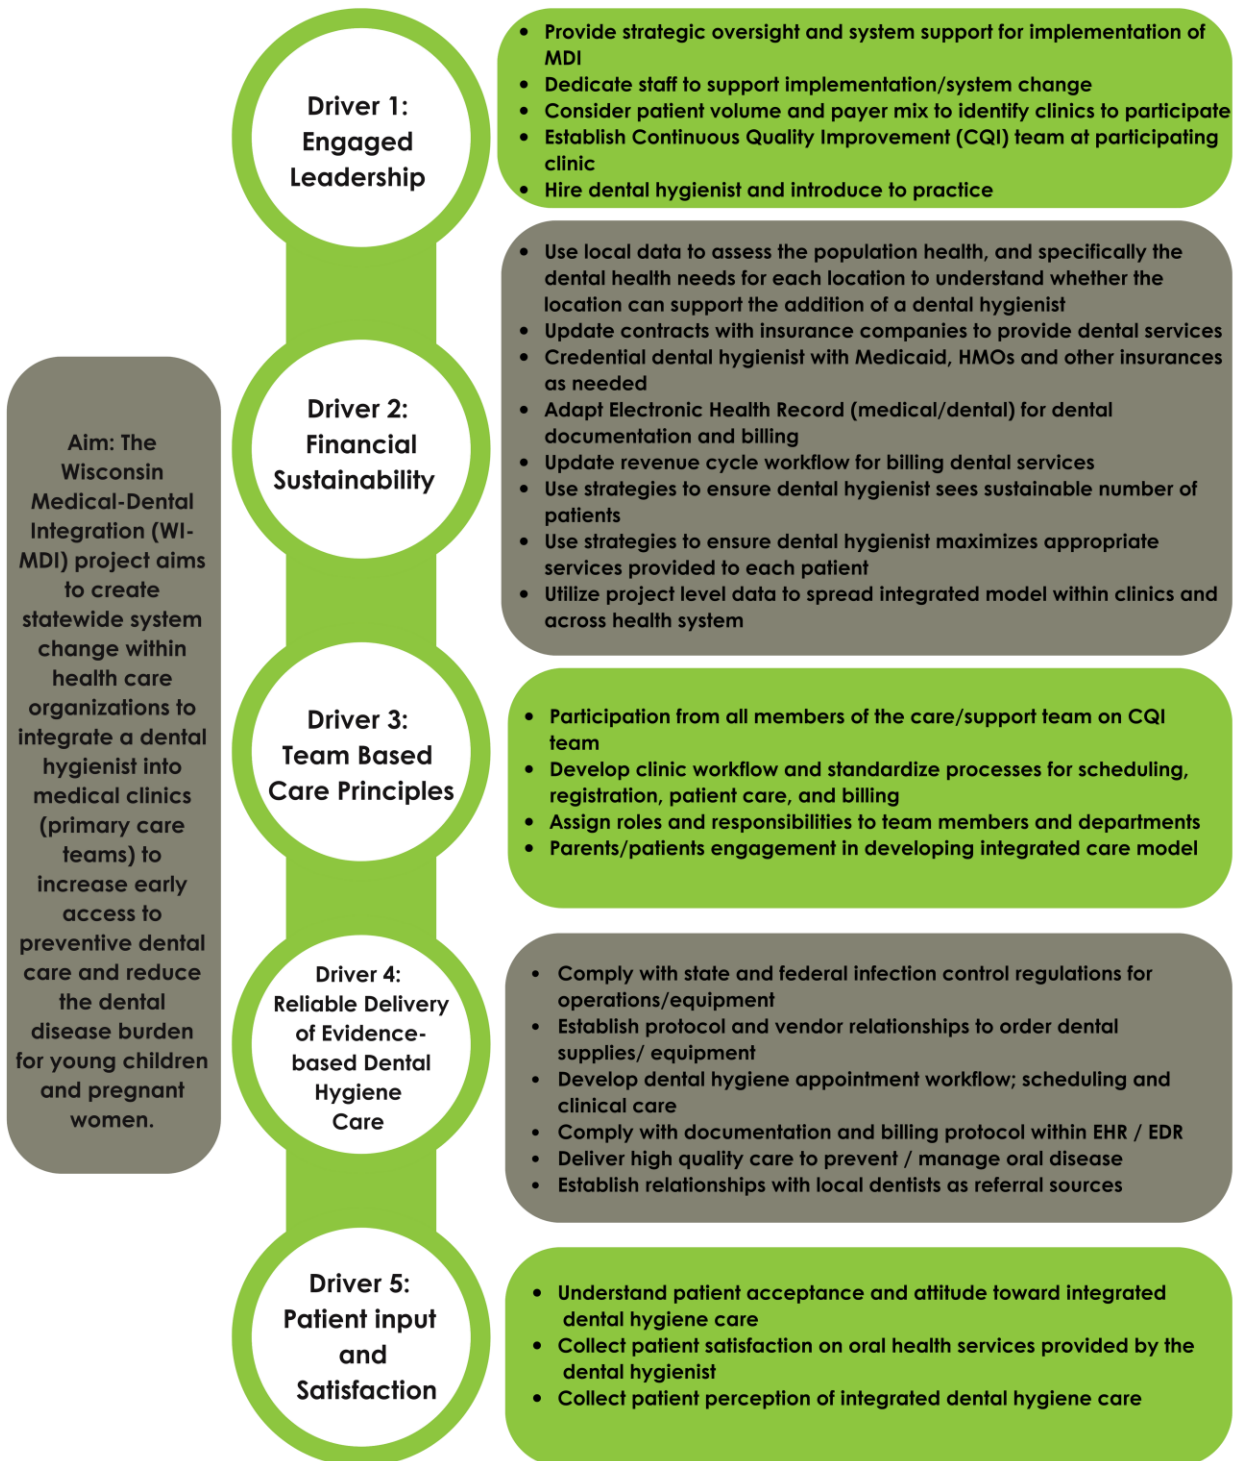 Aim: The
Wisconsin
Medical-Dental
Integration (WI-
MDI) project aims
to create
statewide system
change within
health care
organizations to
integrate a dental
hygienist into
medical clinics
(primary care
teams) to
increase early
access to
preventive dental
care and reduce
the dental
disease burden
for young children
and pregnant
women.
Driver 1:
Engaged
Leadership
• Provide strategic oversight and system support for implementation of
MDI
• Dedicate staff to support implementation/system change
• Consider patient volume and payer mix to identify clinics to participate
• Establish Continuous Quality Improvement (CQI) team at participating
clinic
• Hire dental hygienist and introduce to practice
Driver 2:
Financial
Sustainability
• Use local data to assess the population health, and specifically the
dental health needs for each location to understand whether the
location can support the addition of a dental hygienist
• Update contracts with insurance companies to provide dental services
• Credential dental hygienist with Medicaid, HMOs and other insurances
as needed
• Adapt Electronic Health Record (medical/dental) for dental
documentation and billing
• Update revenue cycle workflow for billing dental services
• Use strategies to ensure dental hygienist sees sustainable number of
patients
• Use strategies to ensure dental hygienist maximizes appropriate
services provided to each patient
• Utilize project level data to spread integrated model within clinics and
across health system
Driver 3:
Team Based
Care Principles
• Participation from all members of the care/support team on CQI
team
• Develop clinic workflow and standardize processes for scheduling,
registration, patient care, and billing
• Assign roles and responsibilities to team members and departments
• Parents/patients engagement in developing integrated care model
Driver 4:
Reliable Delivery
of Evidence-
based Dental
Hygiene
Care
• Comply with state and federal infection control regulations for
operations/equipment
• Establish protocol and vendor relationships to order dental
supplies/ equipment
• Develop dental hygiene appointment workflow; scheduling and
clinical care
• Comply with documentation and billing protocol within EHR / EDR
• Deliver high quality care to prevent / manage oral disease
• Establish relationships with local dentists as referral sources
Driver 5:
Patient input
and
Satisfaction
• Understand patient acceptance and attitude toward integrated
dental hygiene care
• Collect patient satisfaction on oral health services provided by the
dental hygienist
• Collect patient perception of integrated dental hygiene care